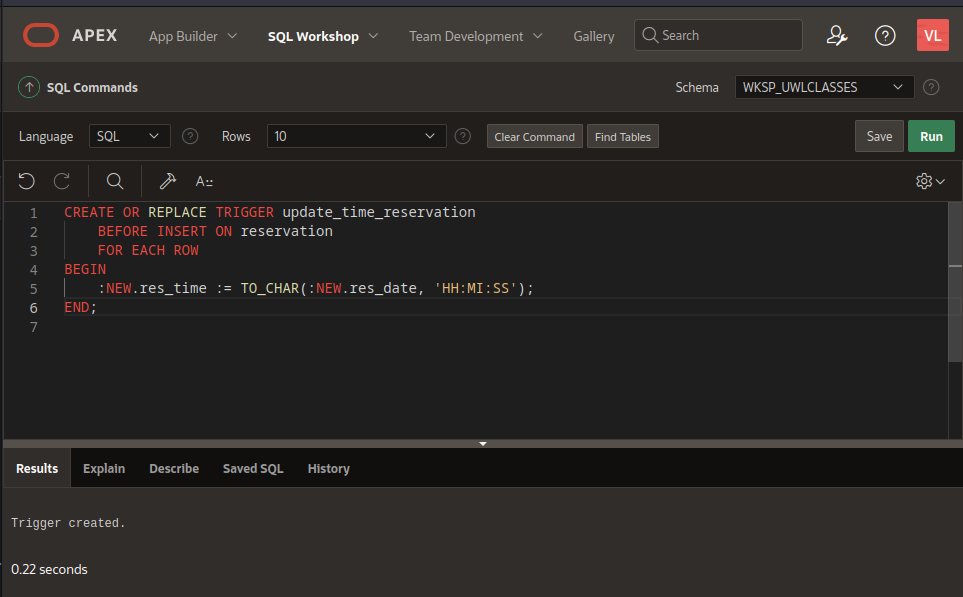 APEX App Builder SQL Workshop Team Development Gallery Search VL
SQL Commands Schema WKSP_UWLCLASSES
Language SQL Rows 10 Clear Command Find Tables Save Run
A::
1 CREATE OR REPLACE TRIGGER update_time_reservation
2 BEFORE INSERT ON reservation
3 FOR EACH ROW
4 BEGIN
5 :NEW.res_time := TO_CHAR(:NEW.res_date, 'HH:MI:SS');
6 END;
7
Results Explain Describe Saved SQL History
Trigger created.
0.22 seconds